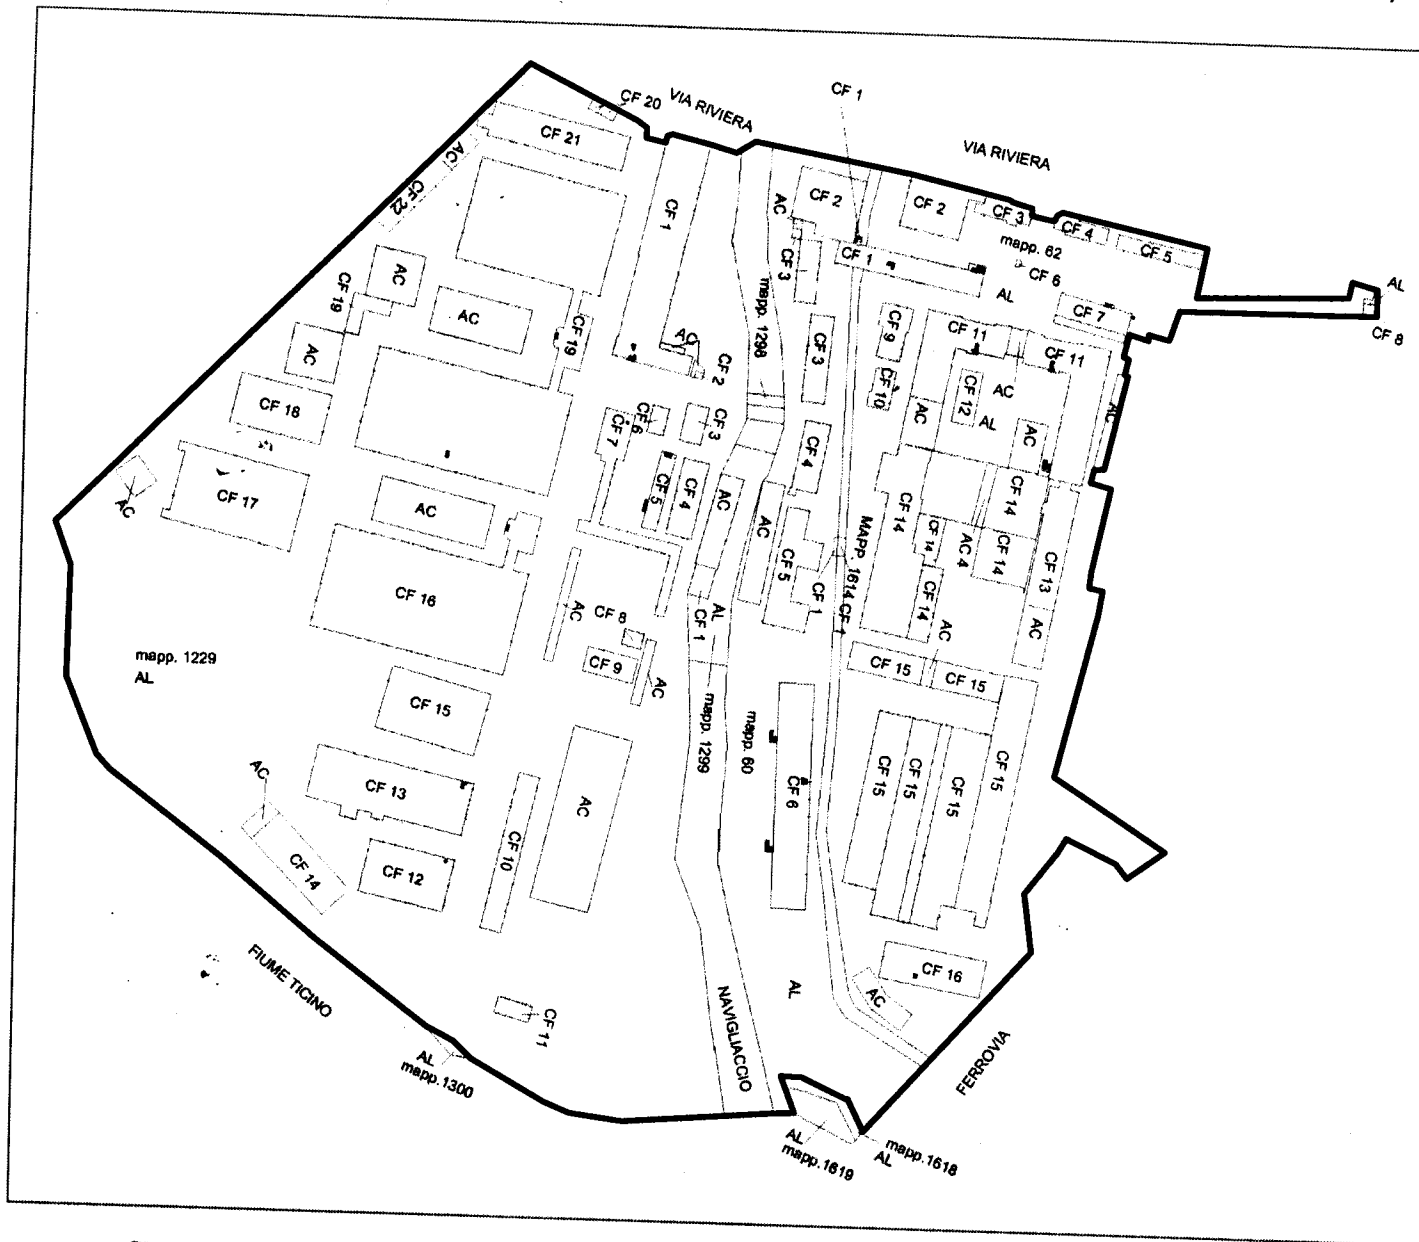 CF 1
CF 20
VIA RIVIERA
VIA RIVIERA
CF 21
AC
CF 22
CF 1
AC
CF 2
CF 2
CF 3
CF 4
CF 5
mapp. 62
CF 3
CF 1
CF 6
AC
CF 19
AL
AL
CF 7
CF 8
mapp. 1298
AC
CF 19
AC
CF 9
CF 11
CF 11
AC
CF 2
CF 3
AC
CF 10
CF 12
AC
AL
AC
AC
CF 18
CF 6
CF 7
CF 3
CF 4
AC
CF 17
AC
CF 5
CF 4
AC
AC
CF 14
CF 14
CF 14
AC 4
CF 14
CF 13
MAPP. 1614 CF 1
CF 5
CF 1
CF 16
AC
CF 8
AL
CF 1
CF 14
AC
AC
mapp. 1229
AL
CF 9
AC
CF 15
CF 15
CF 15
mapp. 1299
mapp. 60
AC
CF 13
CF 6
CF 15
CF 15
CF 15
CF 15
AC
CF 14
CF 12
CF 10
FIUME TICINO
CF 11
NAVIGLIACCIO
AL
AC
CF 16
AL
mapp.1300
FERROVIA
AL
mapp.1619
mapp.1618
AL